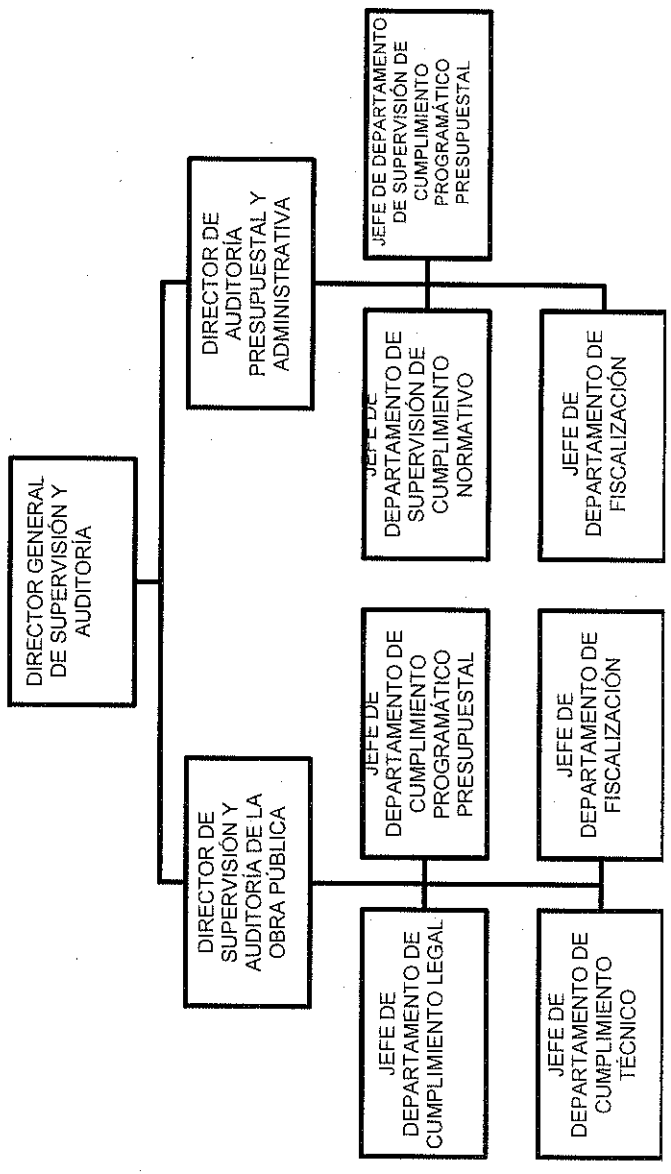 DIRECTOR GENERAL
DE SUPERVISIÓN Y
AUDITORÍA
DIRECTOR DE
SUPERVISIÓN Y
AUDITORÍA DE LA
OBRA PÚBLICA
DIRECTOR DE
AUDITORÍA
PRESUPUESTAL Y
ADMINISTRATIVA
JEFE DE
DEPARTAMENTO DE
CUMPLIMIENTO LEGAL
JEFE DE
DEPARTAMENTO DE
CUMPLIMIENTO
PROGRAMÁTICO
PRESUPUESTAL
JEFE DE
DEPARTAMENTO DE
SUPERVISIÓN DE
CUMPLIMIENTO
NORMATIVO
JEFE DE DEPARTAMENTO
DE SUPERVISIÓN DE
CUMPLIMIENTO
PROGRAMÁTICO
PRESUPUESTAL
JEFE DE
DEPARTAMENTO DE
CUMPLIMIENTO
TÉCNICO
JEFE DE
DEPARTAMENTO DE
FISCALIZACIÓN
JEFE DE
DEPARTAMENTO DE
FISCALIZACIÓN